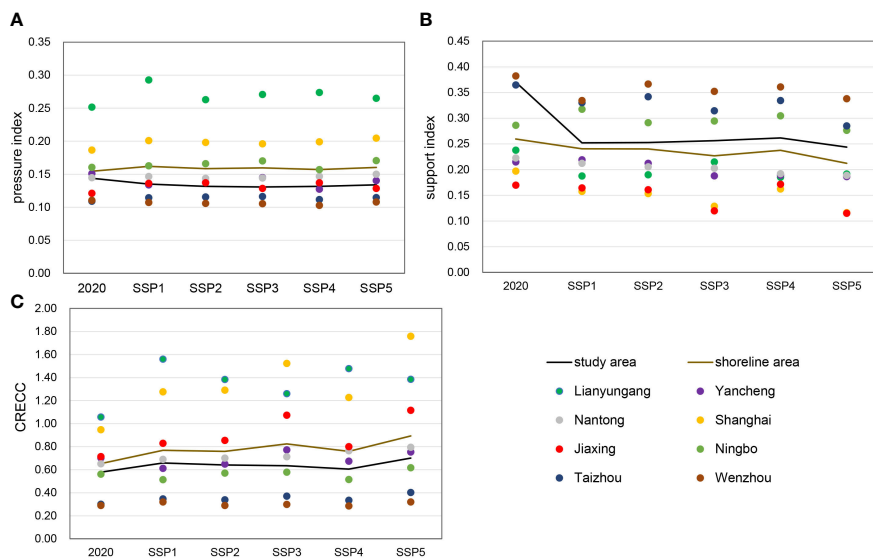 A
pressure index
0.35
0.30
0.25
0.20
0.15
0.10
0.05
0.00
2020 SSP1 SSP2 SSP3 SSP4 SSP5
B
support index
0.45
0.40
0.35
0.30
0.25
0.20
0.15
0.10
0.05
0.00
2020 SSP1 SSP2 SSP3 SSP4 SSP5
C
CRECC
2.00
1.80
1.60
1.40
1.20
1.00
0.80
0.60
0.40
0.20
0.00
2020 SSP1 SSP2 SSP3 SSP4 SSP5
study area shoreline area
Lianyungang Yancheng
Nantong Shanghai
Jiaxing Ningbo
Taizhou Wenzhou